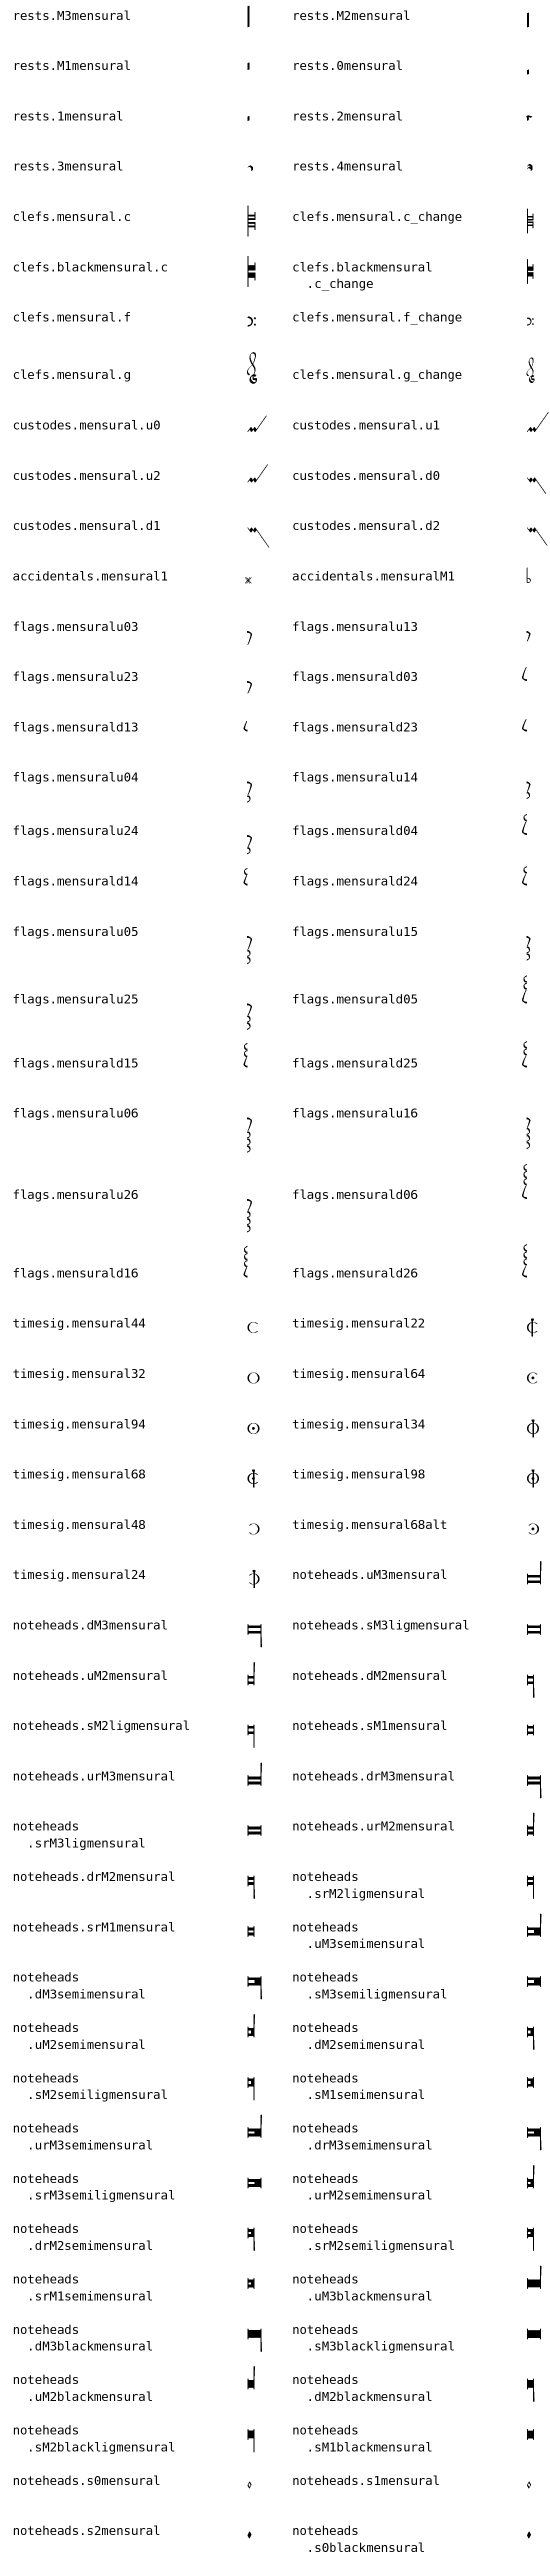 rests.M3mensural rests.M2mensural
rests.M1mensural rests.0mensural
rests.1mensural rests.2mensural
rests.3mensural rests.4mensural
clefs.mensural.c clefs.mensural.c_change
clefs.blackmensural.c clefs.blackmensural
.c_change
clefs.mensural.f clefs.mensural.f_change
clefs.mensural.g clefs.mensural.g_change
custodes.mensural.u0 custodes.mensural.u1
custodes.mensural.u2 custodes.mensural.d0
custodes.mensural.d1 custodes.mensural.d2
accidentals.mensural1 accidentals.mensuralM1
flags.mensuralu03 flags.mensuralu13
flags.mensuralu23 flags.mensurald03
flags.mensurald13 flags.mensurald23
flags.mensuralu04 flags.mensuralu14
flags.mensuralu24 flags.mensurald04
flags.mensurald14 flags.mensurald24
flags.mensuralu05 flags.mensuralu15
flags.mensuralu25 flags.mensurald05
flags.mensurald15 flags.mensurald25
flags.mensuralu06 flags.mensuralu16
flags.mensuralu26 flags.mensurald06
flags.mensurald16 flags.mensurald26
timesig.mensural44 timesig.mensural22
timesig.mensural32 timesig.mensural64
timesig.mensural94 timesig.mensural34
timesig.mensural68 timesig.mensural98
timesig.mensural48 timesig.mensural68alt
timesig.mensural24 noteheads.uM3mensural
noteheads.dM3mensural noteheads.sM3ligmensural
noteheads.uM2mensural noteheads.dM2mensural
noteheads.sM2ligmensural noteheads.sM1mensural
noteheads.urM3mensural noteheads.drM3mensural
noteheads noteheads.urM2mensural
.srM3ligmensural
noteheads.drM2mensural noteheads
.srM2ligmensural
noteheads.srM1mensural noteheads
.uM3semimensural
noteheads noteheads
.dM3semimensural .sM3semiligmensural
noteheads noteheads
.uM2semimensural .dM2semimensural
noteheads noteheads
.sM2semiligmensural .sM1semimensural
noteheads noteheads
.urM3semimensural .drM3semimensural
noteheads noteheads
.srM3semiligmensural .urM2semimensural
noteheads noteheads
.drM2semimensural .srM2semiligmensural
noteheads noteheads
.srM1semimensural .uM3blackmensural
noteheads noteheads
.dM3blackmensural .sM3blackligmensural
noteheads noteheads
.uM2blackmensural .dM2blackmensural
noteheads noteheads
.sM2blackligmensural .sM1blackmensural
noteheads.s0mensural noteheads.s1mensural
noteheads.s2mensural noteheads
.s0blackmensural